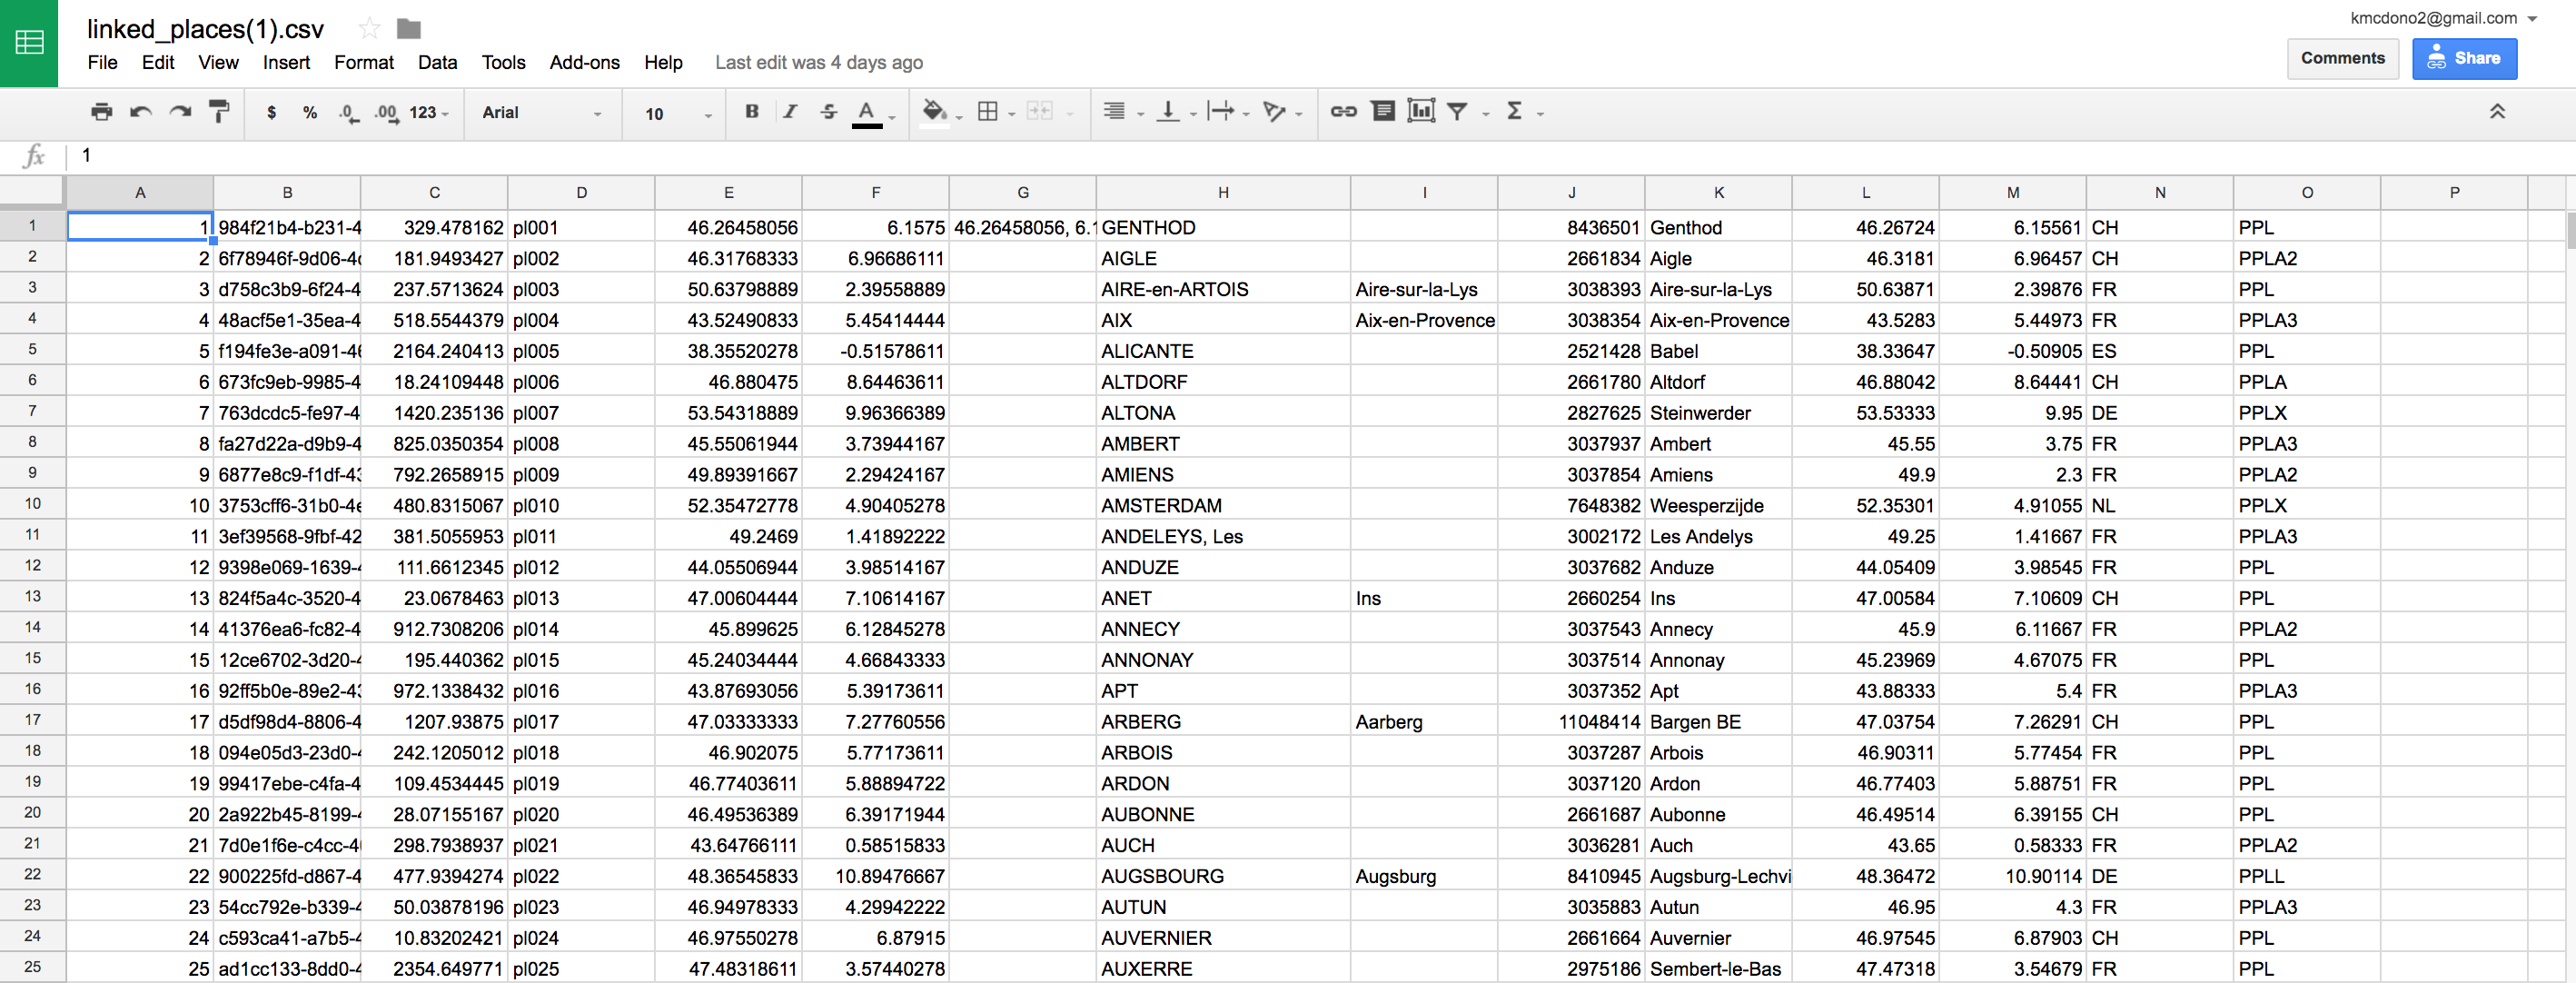 linked_places(1).csv
kmcdono2@gmail.com
File Edit View Insert Format Data Tools Add-ons Help Last edit was 4 days ago
Comments Share
$ % .0 .00 123 Arial 10 B I S A Σ
fx 1
A B C D E F G H I J K L M N O P
1 1 984f21b4-b231-4 329.478162 pl001 46.26458056 6.1575 46.26458056, 6.1 GENTHOD 8436501 Genthod 46.26724 6.15561 CH PPL
2 2 6f78946f-9d06-4 181.9493427 pl002 46.31768333 6.96686111 AIGLE 2661834 Aigle 46.3181 6.96457 CH PPLA2
3 3 d758c3b9-6f24-4 237.5713624 pl003 50.63798889 2.39558889 AIRE-en-ARTOIS Aire-sur-la-Lys 3038393 Aire-sur-la-Lys 50.63871 2.39876 FR PPL
4 4 48acf5e1-35ea-4 518.5544379 pl004 43.52490833 5.45414444 AIX Aix-en-Provence 3038354 Aix-en-Provence 43.5283 5.44973 FR PPLA3
5 5 f194fe3e-a091-4 2164.240413 pl005 38.35520278 -0.51578611 ALICANTE 2521428 Babel 38.33647 -0.50905 ES PPL
6 6 673fc9eb-9985-4 18.24109448 pl006 46.880475 8.64463611 ALTDORF 2661780 Altdorf 46.88042 8.64441 CH PPLA
7 7 763dcdc5-fe97-4 1420.235136 pl007 53.54318889 9.96366389 ALTONA 2827625 Steinwerder 53.53333 9.95 DE PPLX
8 8 fa27d22a-d9b9-4 825.0350354 pl008 45.55061944 3.73944167 AMBERT 3037937 Ambert 45.55 3.75 FR PPLA3
9 9 6877e8c9-f1df-43 792.2658915 pl009 49.89391667 2.29424167 AMIENS 3037854 Amiens 49.9 2.3 FR PPLA2
10 10 3753cff6-31b0-4e 480.8315067 pl010 52.35472778 4.90405278 AMSTERDAM 7648382 Weesperzijde 52.35301 4.91055 NL PPLX
11 11 3ef39568-9fbf-42 381.5055953 pl011 49.2469 1.41892222 ANDELEYS, Les 3002172 Les Andelys 49.25 1.41667 FR PPLA3
12 12 9398e069-1639-4 111.6612345 pl012 44.05506944 3.98514167 ANDUZE 3037682 Anduze 44.05409 3.98545 FR PPL
13 13 824f5a4c-3520-4 23.0678463 pl013 47.00604444 7.10614167 ANET Ins 2660254 Ins 47.00584 7.10609 CH PPL
14 14 41376ea6-fc82-4 912.7308206 pl014 45.899625 6.12845278 ANNECY 3037543 Annecy 45.9 6.11667 FR PPLA2
15 15 12ce6702-3d20-4 195.440362 pl015 45.24034444 4.66843333 ANNONAY 3037514 Annonay 45.23969 4.67075 FR PPL
16 16 92ff5b0e-89e2-43 972.1338432 pl016 43.87693056 5.39173611 APT 3037352 Apt 43.88333 5.4 FR PPLA3
17 17 d5df98d4-8806-4 1207.93875 pl017 47.03333333 7.27760556 ARBERG Aarberg 11048414 Bargen BE 47.03754 7.26291 CH PPL
18 18 094e05d3-23d0-4 242.1205012 pl018 46.902075 5.77173611 ARBOIS 3037287 Arbois 46.90311 5.77454 FR PPL
19 19 99417ebe-c4fa-4 109.4534445 pl019 46.77403611 5.88894722 ARDON 3037120 Ardon 46.77403 5.88751 FR PPL
20 20 2a922b45-8199-4 28.07155167 pl020 46.49536389 6.39171944 AUBONNE 2661687 Aubonne 46.49514 6.39155 CH PPL
21 21 7d0e1f6e-c4cc-4 298.7938937 pl021 43.64766111 0.58515833 AUCH 3036281 Auch 43.65 0.58333 FR PPLA2
22 22 900225fd-d867-4 477.9394274 pl022 48.36545833 10.89476667 AUGSBOURG Augsburg 8410945 Augsburg-Lechvi 48.36472 10.90114 DE PPLL
23 23 54cc792e-b339-4 50.03878196 pl023 46.94978333 4.29942222 AUTUN 3035883 Autun 46.95 4.3 FR PPLA3
24 24 c593ca41-a7b5-4 10.83202421 pl024 46.97550278 6.87915 AUVERNIER 2661664 Auvernier 46.97545 6.87903 CH PPL
25 25 ad1cc133-8dd0-4 2354.649771 pl025 47.48318611 3.57440278 AUXERRE 2975186 Sembert-le-Bas 47.47318 3.54679 FR PPL